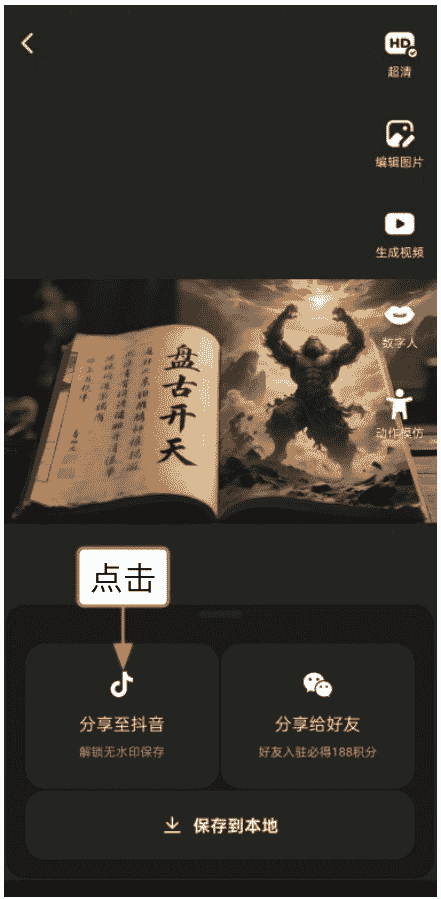 HD
超清
编辑图片
生成视频
数字人
动作模仿
盘古开天
点击
分享至抖音
解锁无水印保存
分享给好友
好友入驻必得188积分
保存到本地